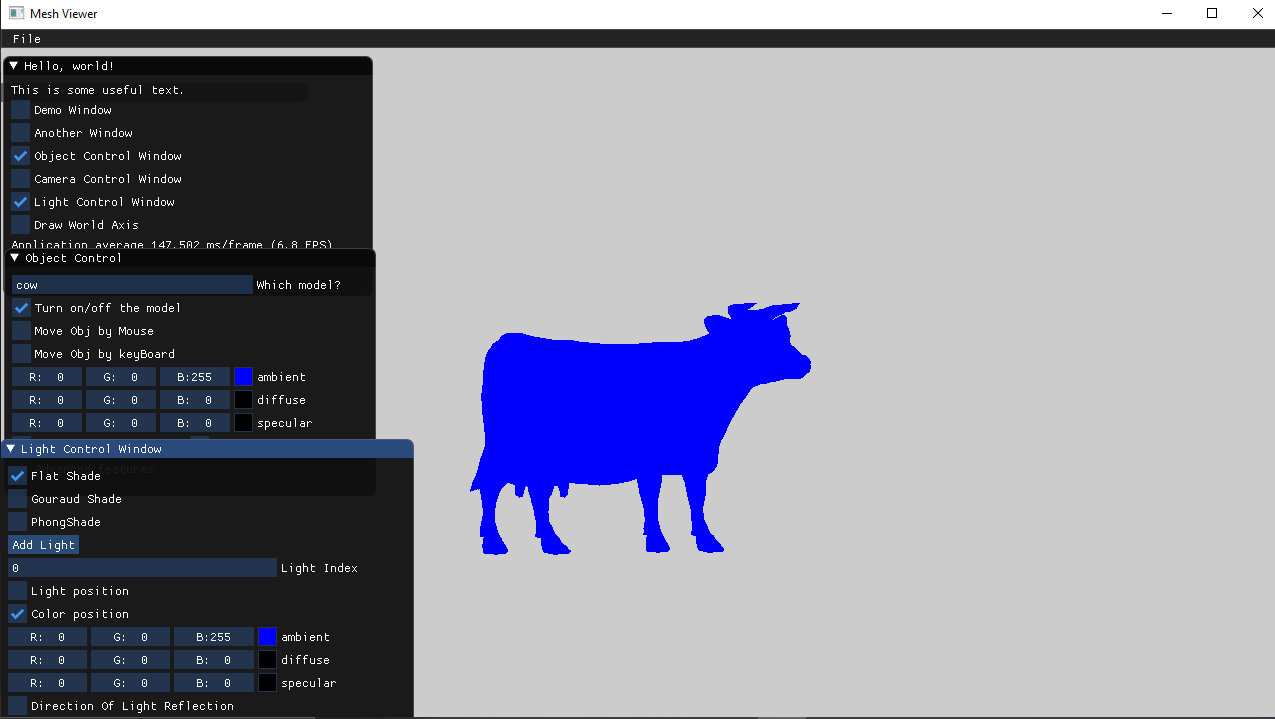 Mesh Viewer
File
Hello, world!
This is some useful text.
Demo Window
Another Window
Object Control Window
Camera Control Window
Light Control Window
Draw World Axis
Application average 147.502 ms/frame (6.8 FPS)
Object Control
cow Which model?
Turn on/off the model
Move Obj by Mouse
Move Obj by keyBoard
R: 0 G: 0 B:255 ambient
R: 0 G: 0 B: 0 diffuse
R: 0 G: 0 B: 0 specular
Light Control Window
features
Flat Shade
Gouraud Shade
PhongShade
Add Light
0 Light Index
Light position
Color position
R: 0 G: 0 B:255 ambient
R: 0 G: 0 B: 0 diffuse
R: 0 G: 0 B: 0 specular
Direction Of Light Reflection